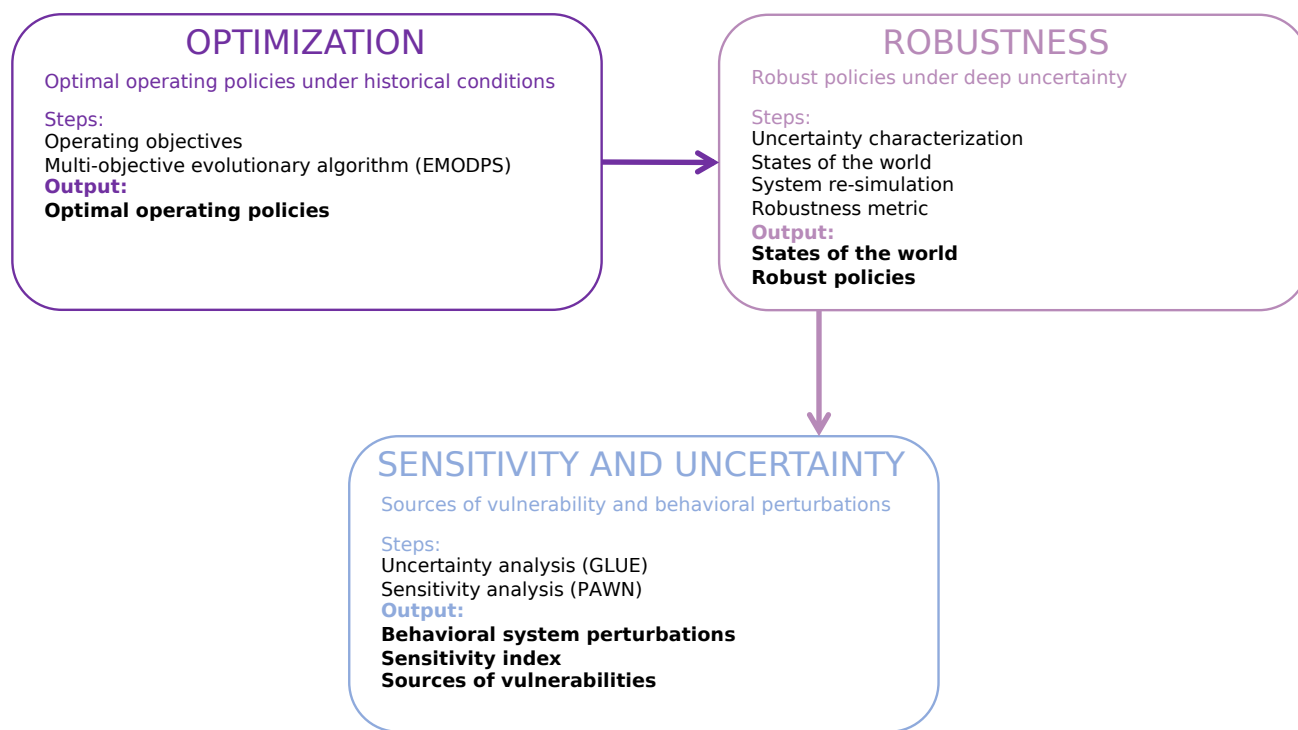 OPTIMIZATION
Optimal operating policies under historical conditions
Steps:
Operating objectives
Multi-objective evolutionary algorithm (EMODPS)
Output:
Optimal operating policies
ROBUSTNESS
Robust policies under deep uncertainty
Steps:
Uncertainty characterization
States of the world
System re-simulation
Robustness metric
Output:
States of the world
Robust policies
SENSITIVITY AND UNCERTAINTY
Sources of vulnerability and behavioral perturbations
Steps:
Uncertainty analysis (GLUE)
Sensitivity analysis (PAWN)
Output:
Behavioral system perturbations
Sensitivity index
Sources of vulnerabilities